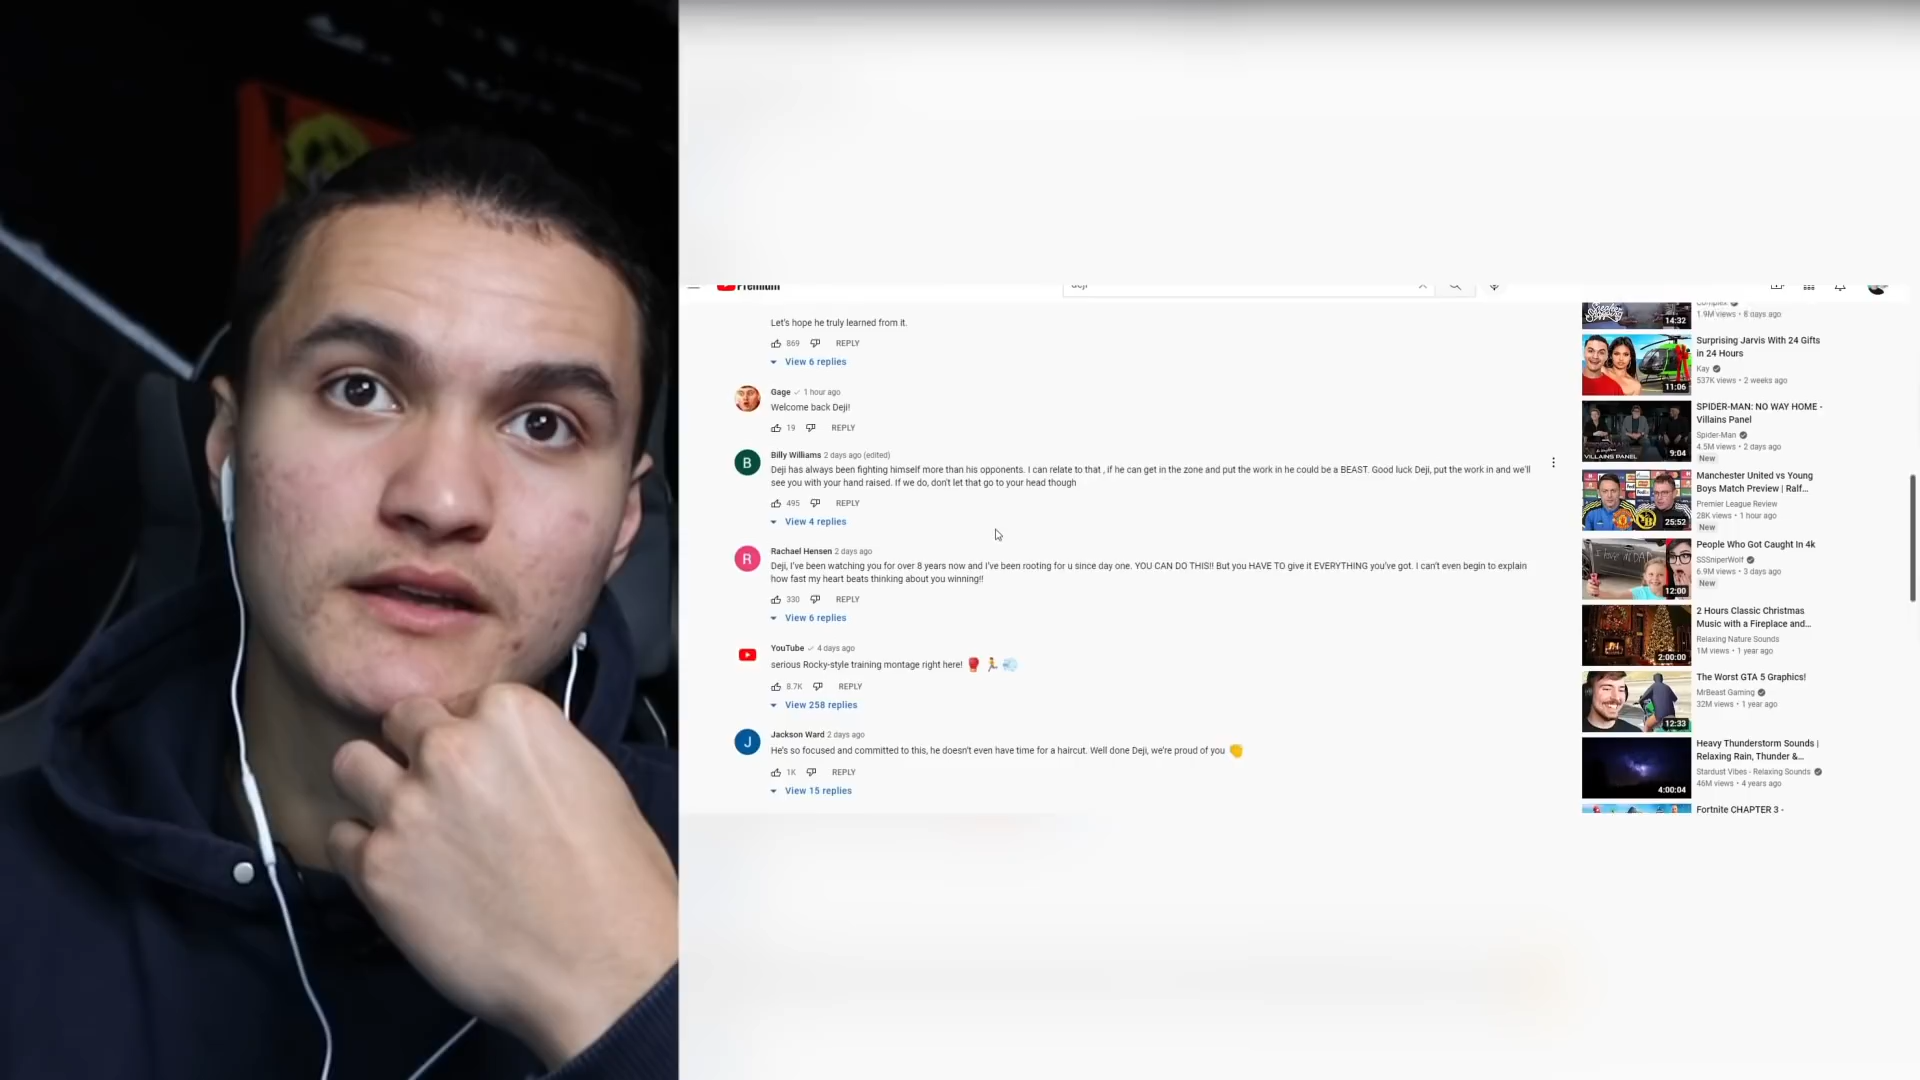 Premium
deji
Let's hope he truly learned from it.
869 REPLY
View 6 replies
Gage 1 hour ago
Welcome back Deji!
19 REPLY
B
Billy Williams 2 days ago (edited)
Deji has always been fighting himself more than his opponents. I can relate to that , if he can get in the zone and put the work in he could be a BEAST. Good luck Deji, put the work in and we'll
see you with your hand raised. If we do, don't let that go to your head though
495 REPLY
View 4 replies
R
Rachael Hensen 2 days ago
Deji, I've been watching you for over 8 years now and I've been rooting for u since day one. YOU CAN DO THIS!! But you HAVE TO give it EVERYTHING you've got. I can't even begin to explain
how fast my heart beats thinking about you winning!!
330 REPLY
View 6 replies
YouTube 4 days ago
serious Rocky-style training montage right here! 🥊 🏃 💨
8.7K REPLY
View 258 replies
J
Jackson Ward 2 days ago
He's so focused and committed to this, he doesn't even have time for a haircut. Well done Deji, we're proud of you 👏
1K REPLY
View 15 replies
14:32
Complex
1.9M views • 6 days ago
11:06
Surprising Jarvis With 24 Gifts
in 24 Hours
Kay
537K views • 2 weeks ago
VILLAINS PANEL
9:04
SPIDER-MAN: NO WAY HOME -
Villains Panel
Spider-Man
4.5M views • 2 days ago
New
25:52
Manchester United vs Young
Boys Match Preview | Ralf...
Premier League Review
28K views • 1 hour ago
New
12:00
People Who Got Caught In 4k
SSSniperWolf
6.9M views • 3 days ago
New
2:00:00
2 Hours Classic Christmas
Music with a Fireplace and...
Relaxing Nature Sounds
1M views • 1 year ago
12:33
The Worst GTA 5 Graphics!
MrBeast Gaming
32M views • 1 year ago
4:00:04
Heavy Thunderstorm Sounds |
Relaxing Rain, Thunder &...
Stardust Vibes - Relaxing Sounds
46M views • 4 years ago
Fortnite CHAPTER 3 -